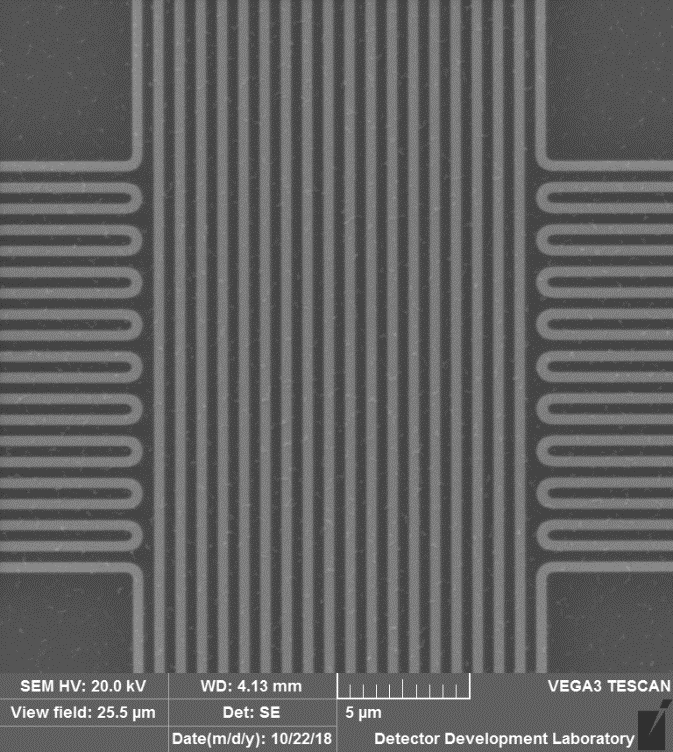 SEM HV: 20.0 kV WD: 4.13 mm VEGA3 TESCAN
View field: 25.5 µm Det: SE 5 µm
Date(m/d/y): 10/22/18 Detector Development Laboratory